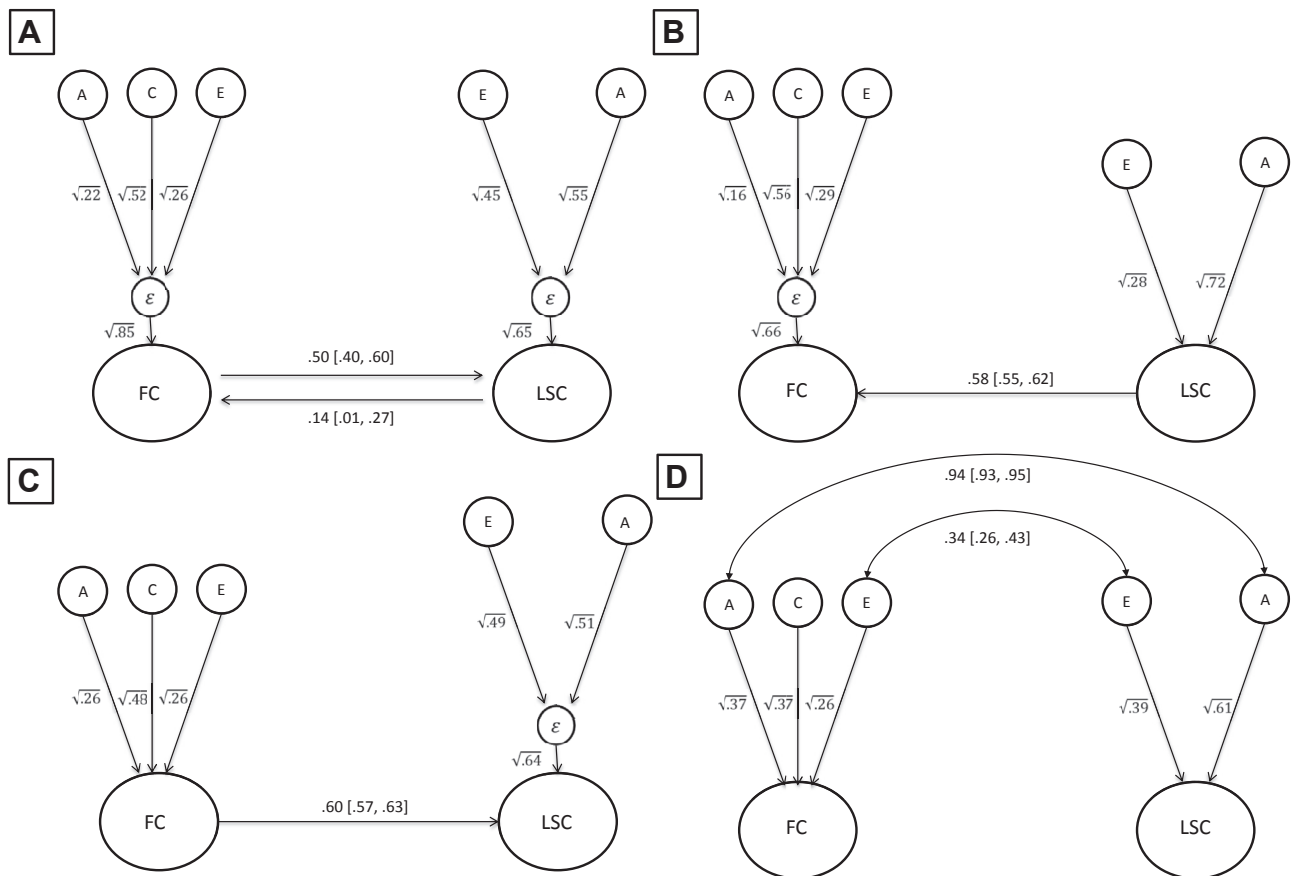 A
A
C
E
E
A
√.22
√.52
√.26
√.45
√.55
ε
ε
√.85
√.65
.50 [.40, .60]
FC
LSC
.14 [.01, .27]
B
A
C
E
E
A
√.16
√.56
√.29
√.28
√.72
ε
√.66
.58 [.55, .62]
FC
LSC
C
E
A
A
C
E
√.49
√.51
√.26
√.48
√.26
ε
√.64
.60 [.57, .63]
FC
LSC
D
.94 [.93, .95]
.34 [.26, .43]
A
C
E
E
A
√.37
√.37
√.26
√.39
√.61
FC
LSC